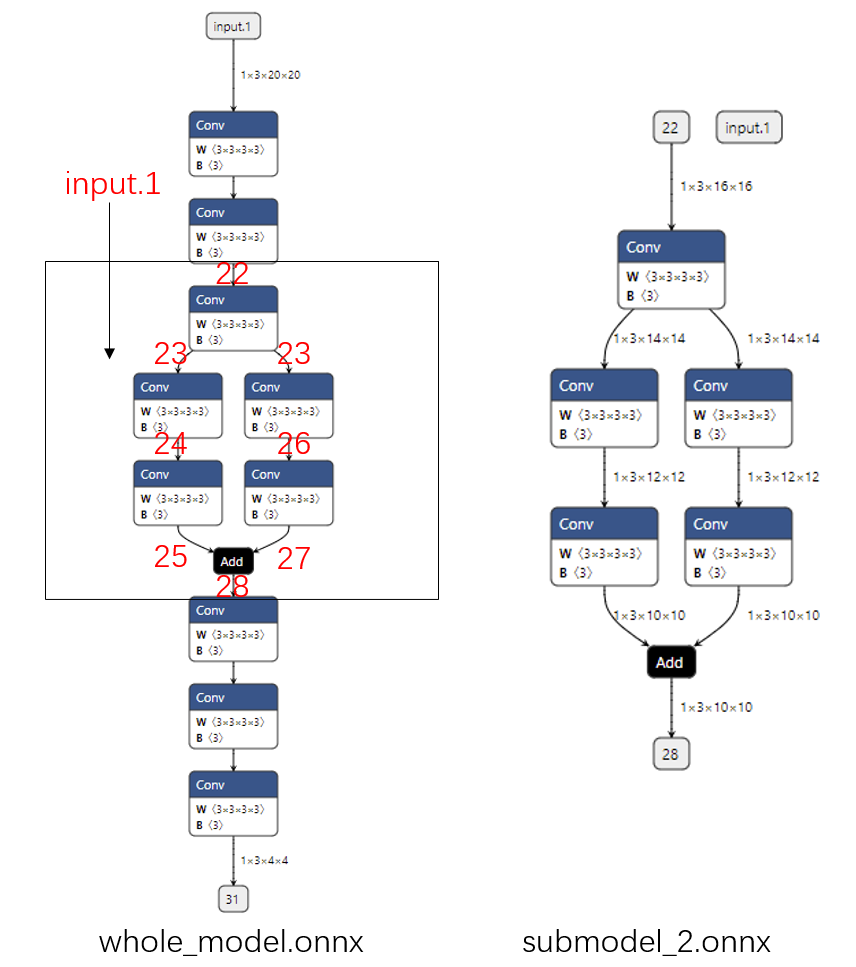 input.1
1×3×20×20
Conv
W 〈3×3×3×3〉
B 〈3〉
input.1
Conv
W 〈3×3×3×3〉
B 〈3〉
22
Conv
W 〈3×3×3×3〉
B 〈3〉
23 23
Conv Conv
W 〈3×3×3×3〉 W 〈3×3×3×3〉
B 〈3〉 B 〈3〉
24 26
Conv Conv
W 〈3×3×3×3〉 W 〈3×3×3×3〉
B 〈3〉 B 〈3〉
25 Add 27
28
Conv
W 〈3×3×3×3〉
B 〈3〉
Conv
W 〈3×3×3×3〉
B 〈3〉
Conv
W 〈3×3×3×3〉
B 〈3〉
1×3×4×4
31
whole_model.onnx
22 input.1
1×3×16×16
Conv
W 〈3×3×3×3〉
B 〈3〉
1×3×14×14 1×3×14×14
Conv Conv
W 〈3×3×3×3〉 W 〈3×3×3×3〉
B 〈3〉 B 〈3〉
1×3×12×12 1×3×12×12
Conv Conv
W 〈3×3×3×3〉 W 〈3×3×3×3〉
B 〈3〉 B 〈3〉
1×3×10×10 1×3×10×10
Add
1×3×10×10
28
submodel_2.onnx